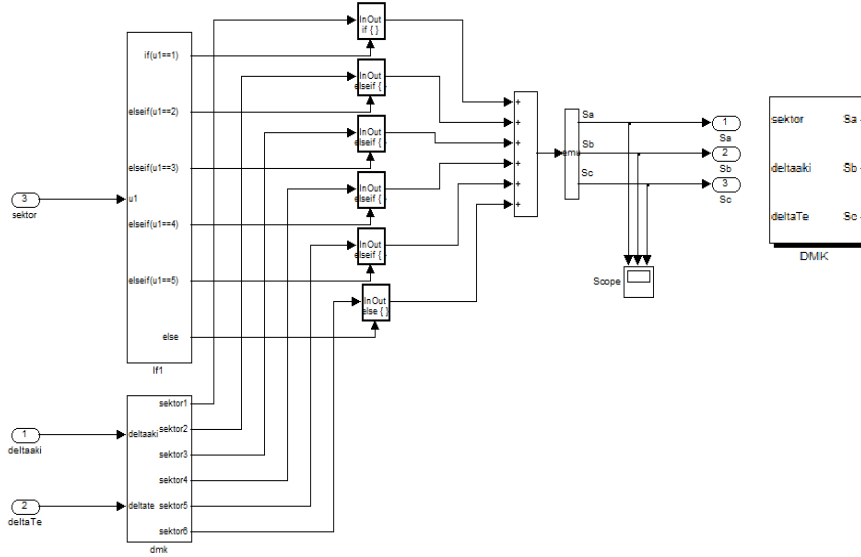 InOut
if { }
if(u1==1)
InOut
elseif { }
elseif(u1==2)
InOut
elseif {
elseif(u1==3)
InOut
elseif {
elseif(u1==4)
InOut
elseif {
elseif(u1==5)
InOut
else { }
else
3
sektor
u1
If1
+
+
+
+
+
+
emu
Sa
Sb
Sc
1
Sa
2
Sb
3
Sc
Scope
sektor
deltaaki
deltaTe
Sa
Sb
Sc
DMK
1
deltaaki
2
deltaTe
deltaaki
deltate
sektor1
sektor2
sektor3
sektor4
sektor5
sektor6
dmk